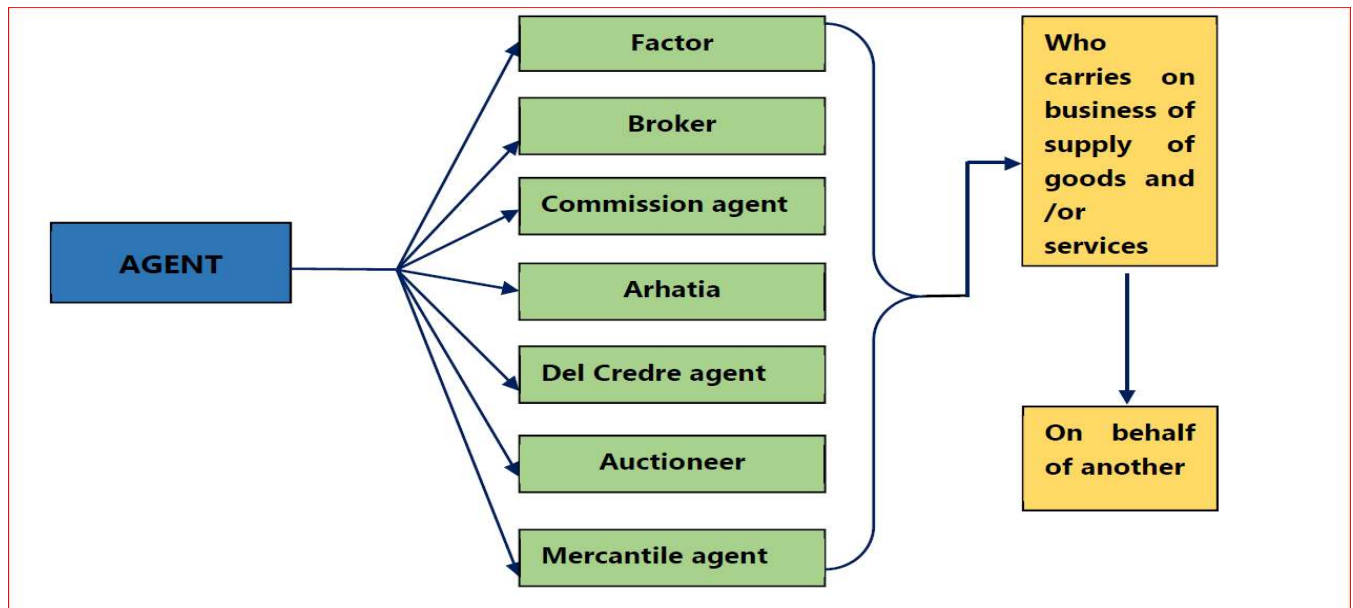 AGENT
Factor
Broker
Commission agent
Arhatia
Del Credre agent
Auctioneer
Mercantile agent
Who
carries on
business of
supply of
goods and
/or
services
On behalf
of another